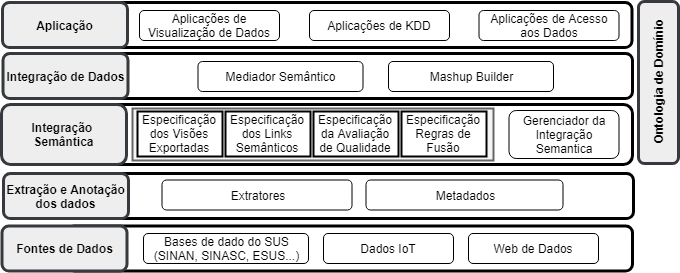 Aplicação
Aplicações de
Visualização de Dados
Aplicações de KDD
Aplicações de Acesso
aos Dados
Integração de Dados
Mediador Semântico
Mashup Builder
Integração
Semântica
Especificação
dos Visões
Exportadas
Especificação
dos Links
Semânticos
Especificação
da Avaliação
de Qualidade
Especificação
Regras de
Fusão
Gerenciador da
Integração
Semantica
Extração e Anotação
dos dados
Extratores
Metadados
Fontes de Dados
Bases de dado do SUS
(SINAN, SINASC, ESUS...)
Dados IoT
Web de Dados
Ontologia de Domínio